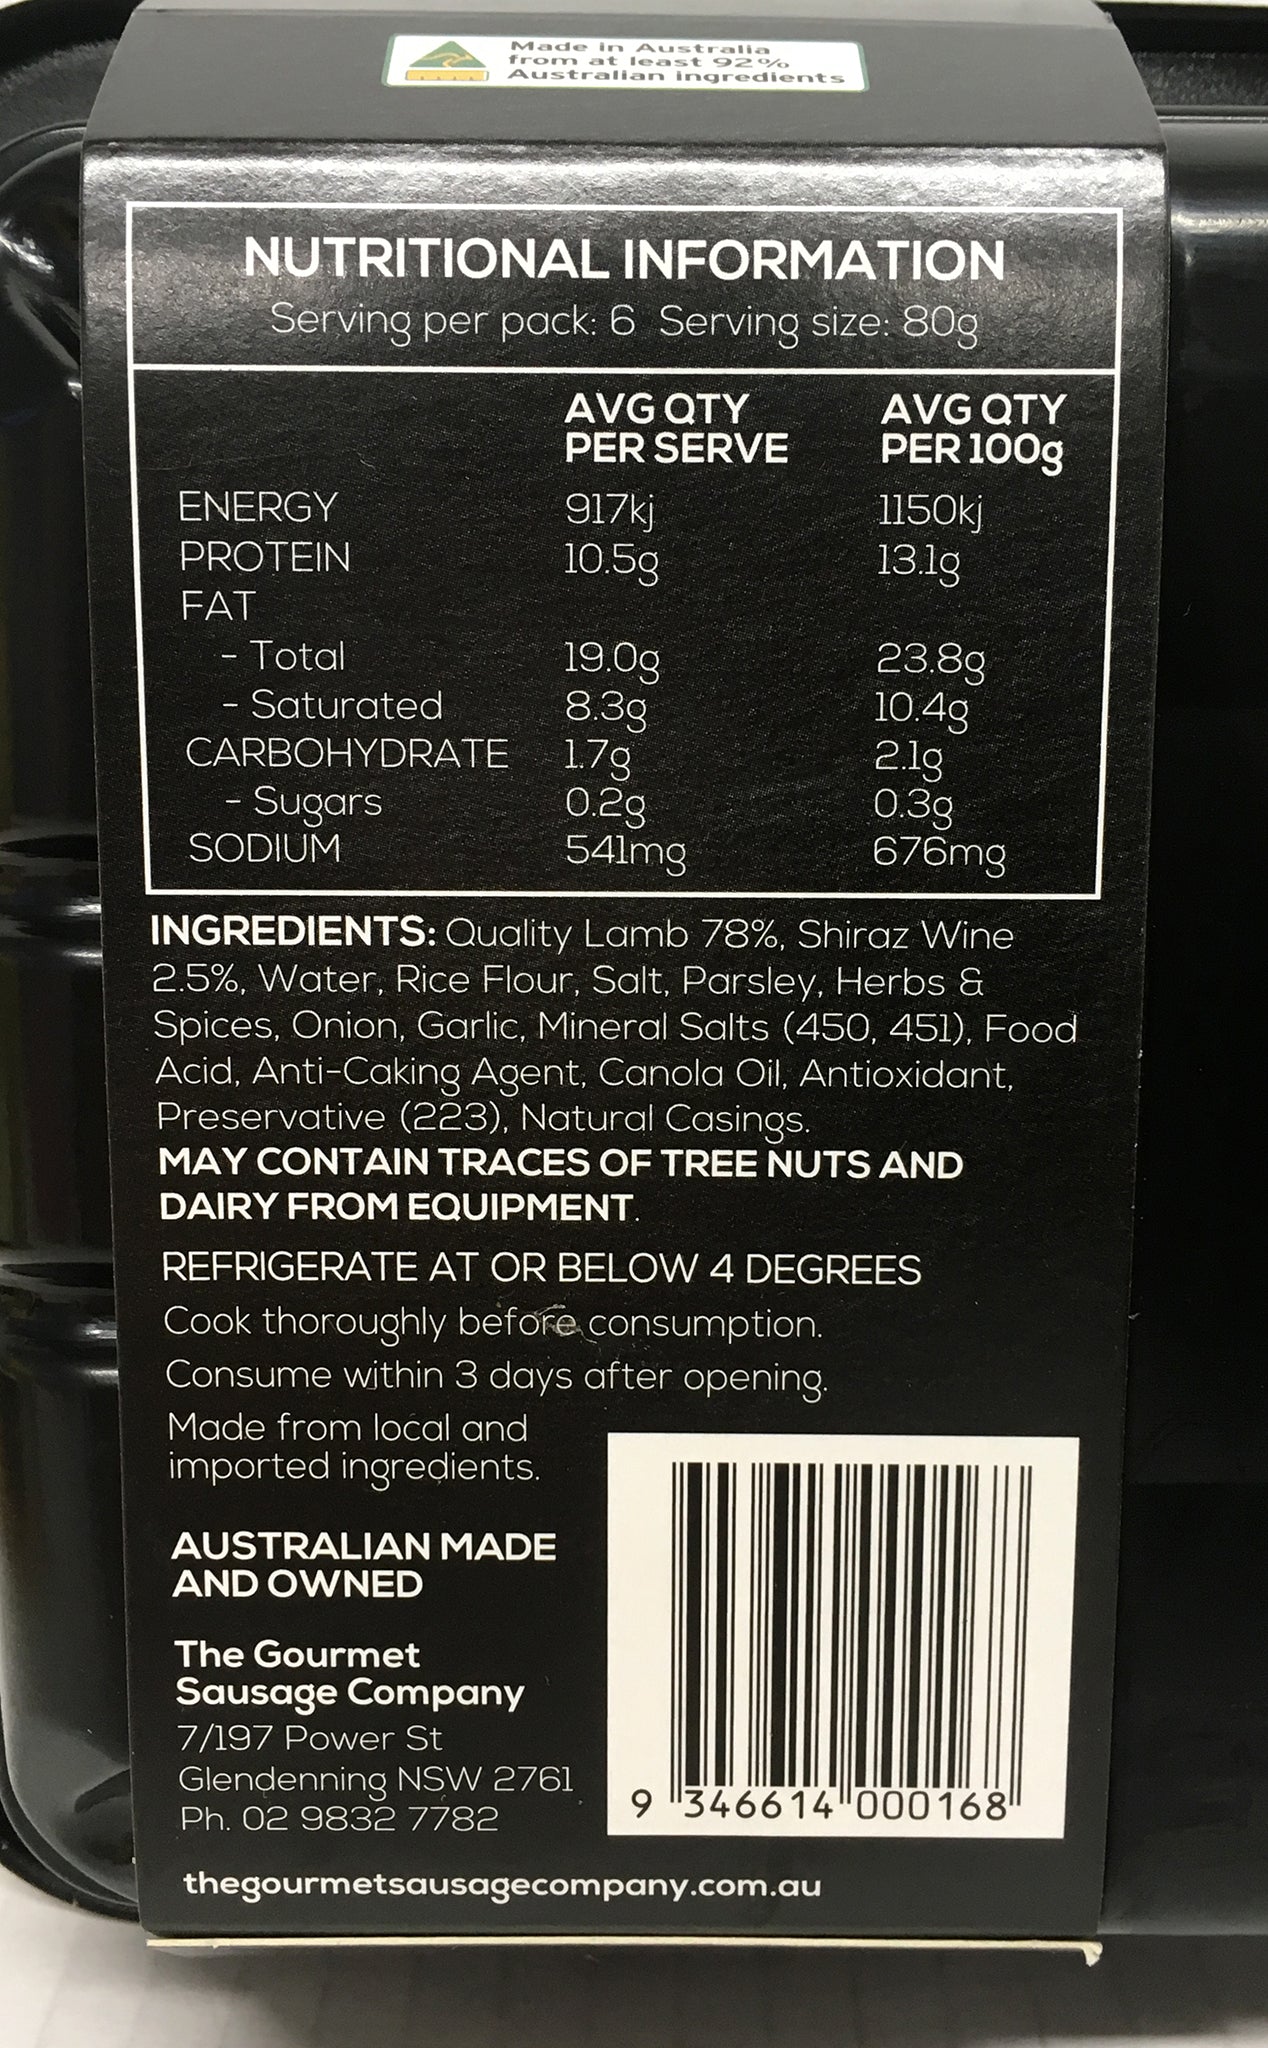 Made in Australia
from at least 92%
Australian ingredients
NUTRITIONAL INFORMATION
Serving per pack: 6 Serving size: 80g
AVG QTY PER SERVE AVG QTY PER 100g
ENERGY 917kj 1150kj
PROTEIN 10.5g 13.1g
FAT
- Total 19.0g 23.8g
- Saturated 8.3g 10.4g
CARBOHYDRATE 1.7g 2.1g
- Sugars 0.2g 0.3g
SODIUM 541mg 676mg
INGREDIENTS: Quality Lamb 78%, Shiraz Wine
2.5%, Water, Rice Flour, Salt, Parsley, Herbs &
Spices, Onion, Garlic, Mineral Salts (450, 451), Food
Acid, Anti-Caking Agent, Canola Oil, Antioxidant,
Preservative (223), Natural Casings.
MAY CONTAIN TRACES OF TREE NUTS AND
DAIRY FROM EQUIPMENT.
REFRIGERATE AT OR BELOW 4 DEGREES
Cook thoroughly before consumption.
Consume within 3 days after opening.
Made from local and
imported ingredients.
AUSTRALIAN MADE
AND OWNED
The Gourmet
Sausage Company
7/197 Power St
Glendenning NSW 2761
Ph. 02 9832 7782
9 346614 000168
thegourmetsausagecompany.com.au